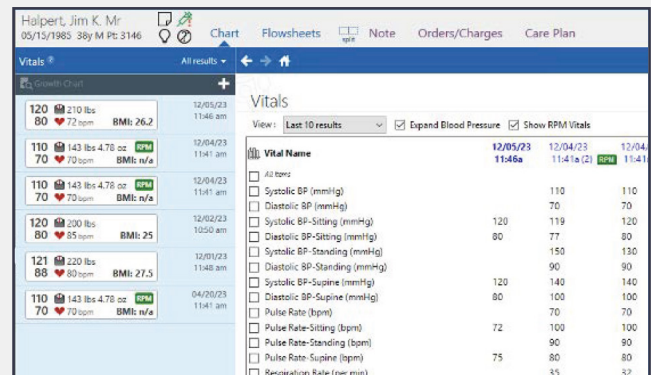 Halpert, Jim K. Mr
05/15/1985 38y M Pt: 3146
Chart Flowsheets split Note Orders/Charges Care Plan
Vitals All results
Growth Chart
120 210 lbs 12/05/23
80 72 bpm BMI: 26.2 11:46 am
110 143 lbs 4.78 oz RPM 12/04/23
70 70 bpm BMI: n/a 11:41 am
110 143 lbs 4.78 oz RPM 12/04/23
70 70 bpm BMI: n/a 11:41 am
120 200 lbs 12/02/23
80 85 bpm BMI: 25 10:50 am
121 220 lbs 12/01/23
88 80 bpm BMI: 27.5 11:48 am
110 143 lbs 4.78 oz RPM 04/20/23
70 70 bpm BMI: n/a 11:41 am
Vitals
View: Last 10 results Expand Blood Pressure Show RPM Vitals
Vital Name 12/05/23 12/04/23 12/04/
11:46a 11:41a (2) RPM 11:41
All Items
Systolic BP (mmHg) 110 110
Diastolic BP (mmHg) 70 70
Systolic BP-Sitting (mmHg) 120 119 120
Diastolic BP-Sitting (mmHg) 80 77 80
Systolic BP-Standing (mmHg) 150 130
Diastolic BP-Standing (mmHg) 90 90
Systolic BP-Supine (mmHg) 120 140 140
Diastolic BP-Supine (mmHg) 80 100 100
Pulse Rate (bpm) 70 70
Pulse Rate-Sitting (bpm) 72 100 100
Pulse Rate-Standing (bpm) 90 90
Pulse Rate-Supine (bpm) 75 80 80
Respiration Rate (per min) 35 32